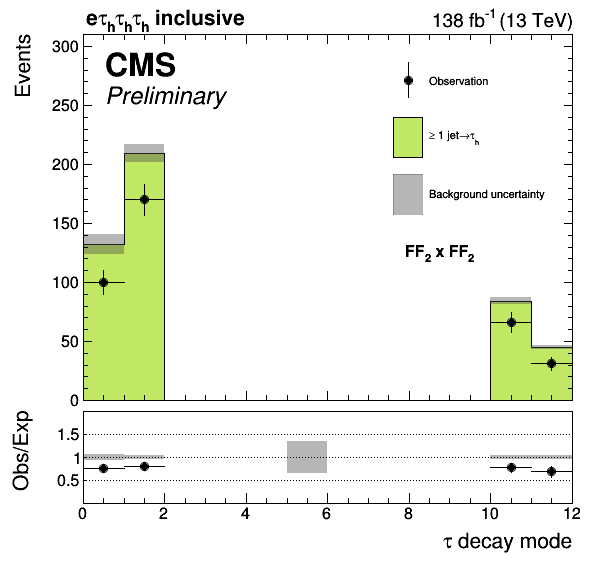 eτₕτₕτₕ inclusive
138 fb⁻¹ (13 TeV)
Events
300
250
200
150
100
50
0
CMS
Preliminary
Observation
≥ 1 jet→τₕ
Background uncertainty
FF₂ x FF₂
Obs/Exp
1.5
1
0.5
0 2 4 6 8 10 12
τ decay mode